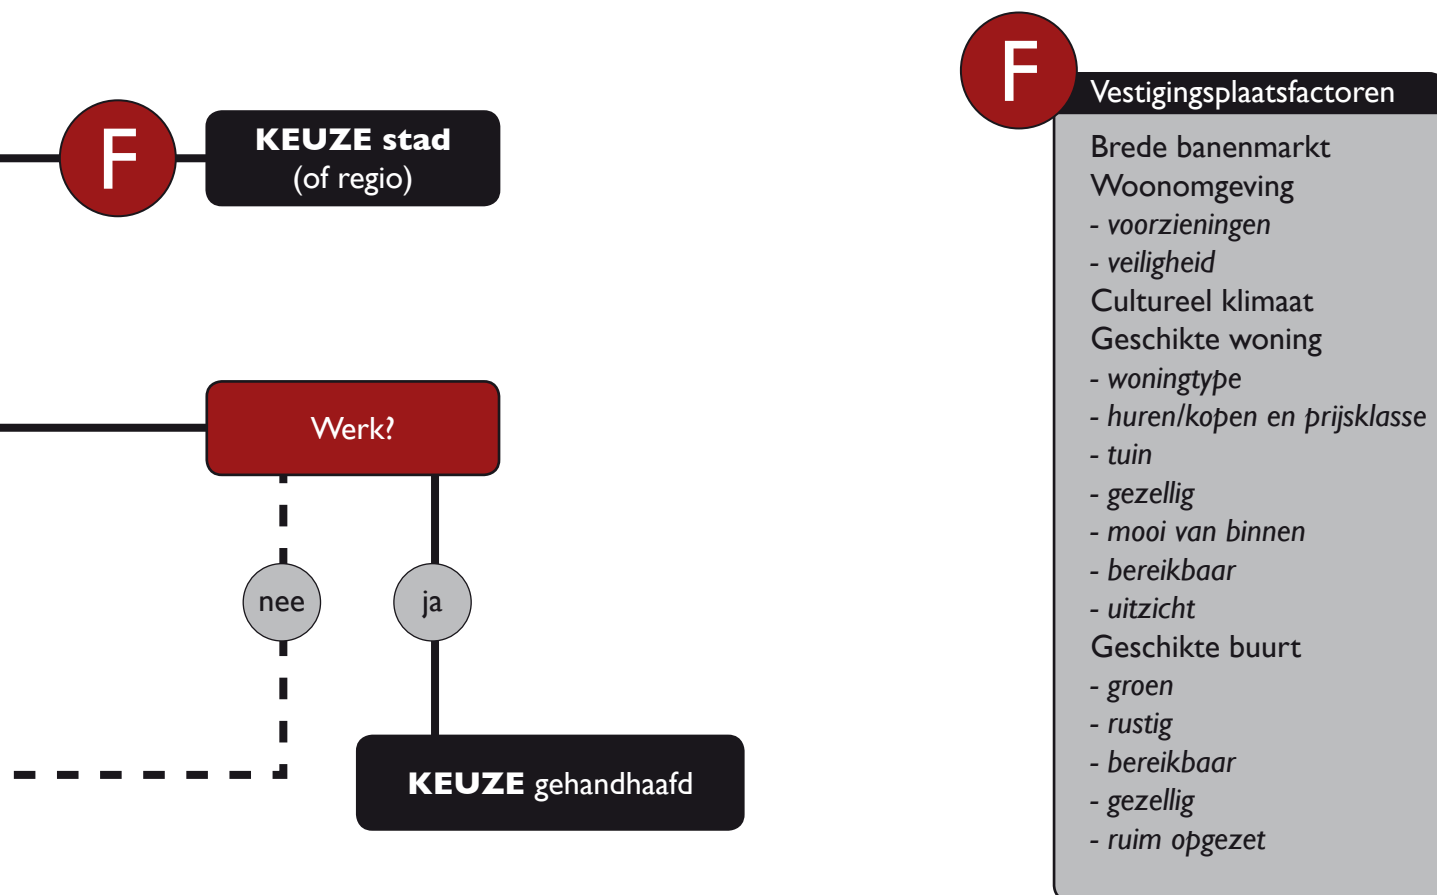 F
KEUZE stad
(of regio)
Werk?
nee
ja
KEUZE gehandhaafd
F
Vestigingsplaatsfactoren
Brede banenmarkt
Woonomgeving
- voorzieningen
- veiligheid
Cultureel klimaat
Geschikte woning
- woningtype
- huren/kopen en prijsklasse
- tuin
- gezellig
- mooi van binnen
- bereikbaar
- uitzicht
Geschikte buurt
- groen
- rustig
- bereikbaar
- gezellig
- ruim opgezet